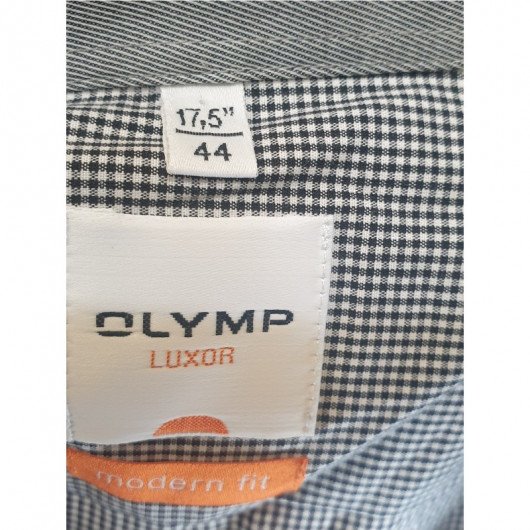 17,5"
44
OLYMP
LUXOR
modern fit